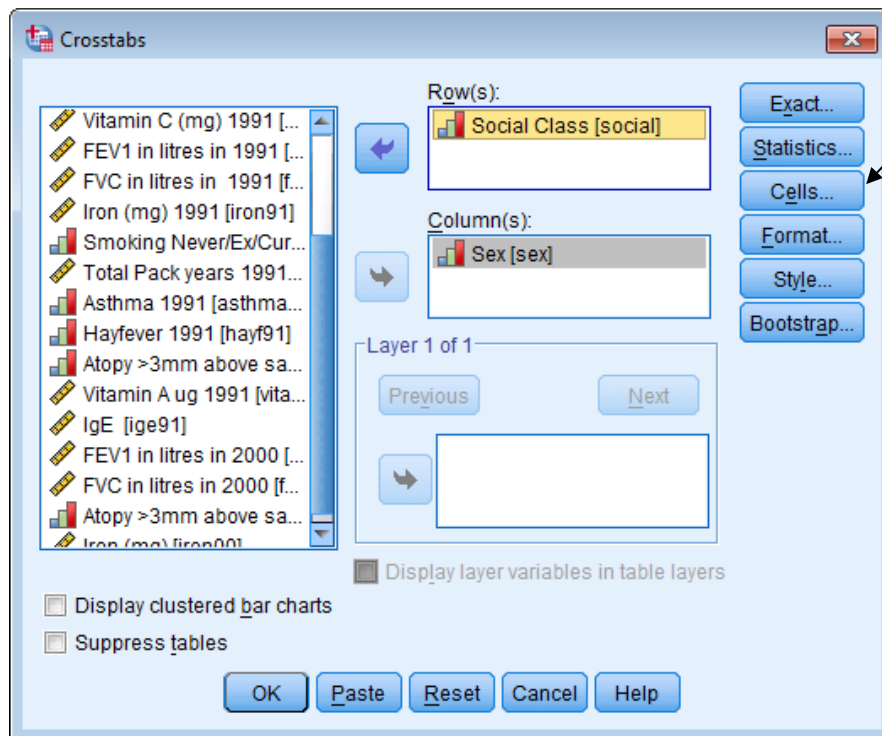 Crosstabs
Vitamin C (mg) 1991 [...
FEV1 in litres in 1991 [...
FVC in litres in 1991 [f...
Iron (mg) 1991 [iron91]
Smoking Never/Ex/Cur...
Total Pack years 1991...
Asthma 1991 [asthma...
Hayfever 1991 [hayf91]
Atopy >3mm above sa...
Vitamin A ug 1991 [vita...
IgE [ige91]
FEV1 in litres in 2000 [...
FVC in litres in 2000 [f...
Atopy >3mm above sa...
Iron (mg) [iron00]
Row(s):
Social Class [social]
Column(s):
Sex [sex]
Layer 1 of 1
Previous
Next
Display layer variables in table layers
Exact...
Statistics...
Cells...
Format...
Style...
Bootstrap...
Display clustered bar charts
Suppress tables
OK
Paste
Reset
Cancel
Help